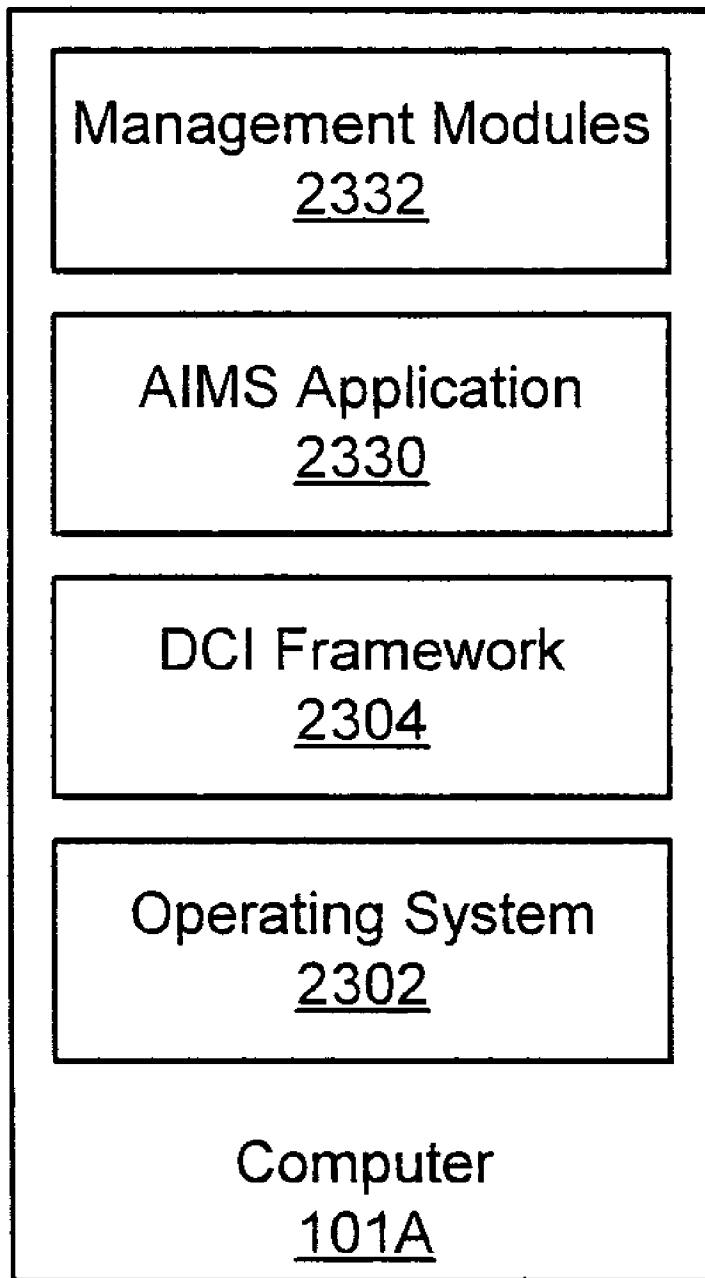 Management Modules
2332
AIMS Application
2330
DCI Framework
2304
Operating System
2302
Computer
101A